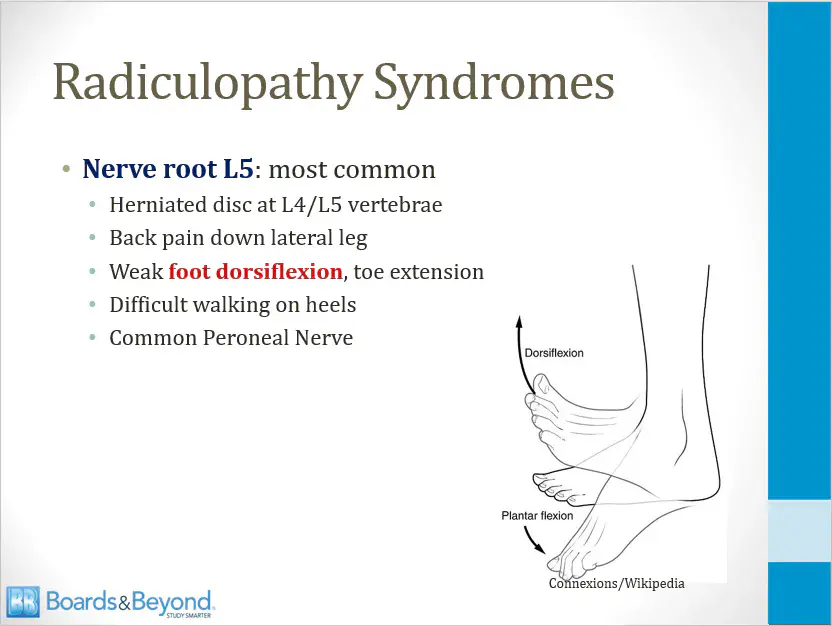 Radiculopathy Syndromes
• Nerve root L5: most common
• Herniated disc at L4/L5 vertebrae
• Back pain down lateral leg
• Weak foot dorsiflexion, toe extension
• Difficult walking on heels
• Common Peroneal Nerve
Dorsiflexion
Plantar flexion
Connexions/Wikipedia
BB Boards&Beyond.
STUDY SMARTER